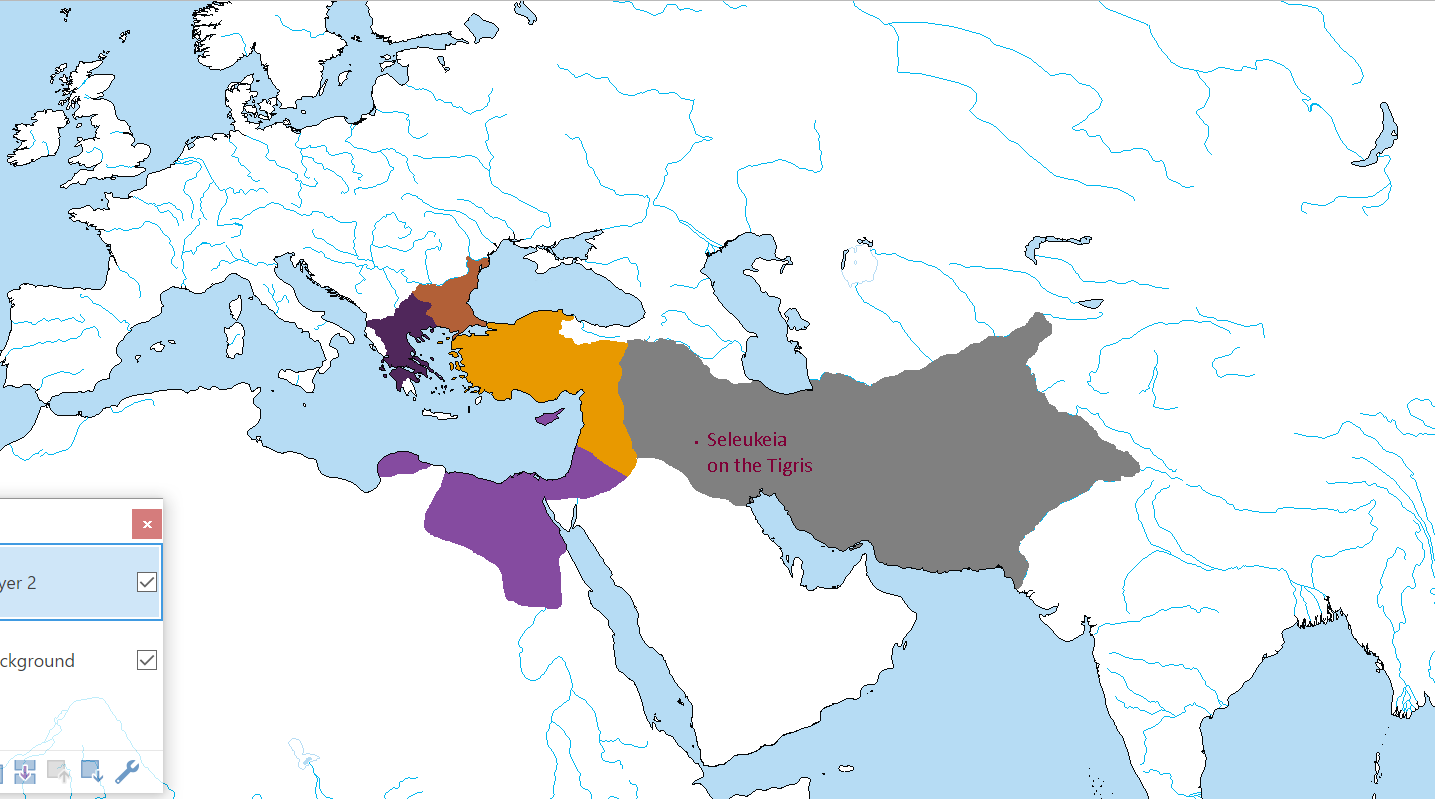 Seleukeia
on the Tigris
yer 2
ckground